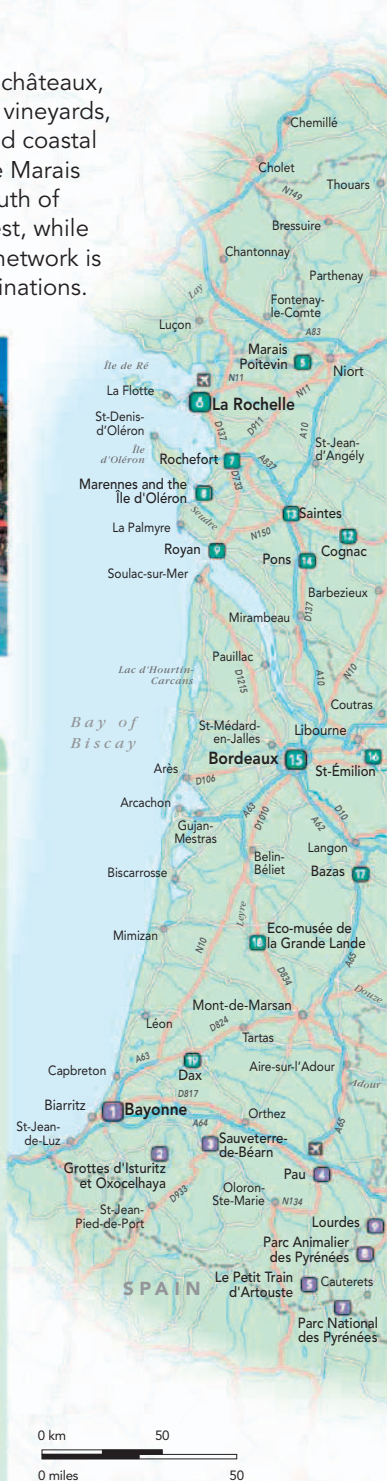 châteaux,
vineyards,
d coastal
e Marais
uth of
est, while
network is
inations.
Chemillé
Cholet
Thouars
N149
Bressuire
Chantonnay
Parthenay
Lay
Fontenay-
le-Comte
Luçon
A83
Marais
Poitevin
5
Niort
Île de Ré
N11
N11
La Flotte
6
La Rochelle
St-Denis-
d'Oléron
D137
D911
A10
Île
d'Oléron
St-Jean-
d'Angély
Rochefort
7
A837
D733
Marennes and the
Île d'Oléron
8
Seudre
13
Saintes
La Palmyre
12
N150
Cognac
Royan
9
Pons
14
Soulac-sur-Mer
Barbezieux
D137
Mirambeau
Pauillac
Lac d'Hourtin-
Carcans
D1215
A10
N10
Coutras
Bay of
Biscay
St-Médard-
en-Jalles
Libourne
Bordeaux
15
16
St-Émilion
Arès
D106
Arcachon
A63
D1010
A62
D10
Gujan-
Mestras
Langon
Belin-
Béliet
Bazas
17
Biscarrosse
Leyre
Mimizan
Eco-musée de
la Grande Lande
18
N10
A65
D834
Douze
Mont-de-Marsan
Léon
D824
Tartas
A63
19
Dax
Aire-sur-l'Adour
Capbreton
Adour
D817
Biarritz
1
Bayonne
Orthez
A64
A65
St-Jean-
de-Luz
3
Sauveterre-
de-Béarn
2
Grottes d'Isturitz
et Oxocelhaya
Pau
4
D933
Oloron-
Ste-Marie
N134
St-Jean-
Pied-de-Port
Lourdes
9
Parc Animalier
des Pyrénées
8
SPAIN
Le Petit Train
d'Artouste
5
Cauterets
7
Parc National
des Pyrénées
0 km 50
0 miles 50